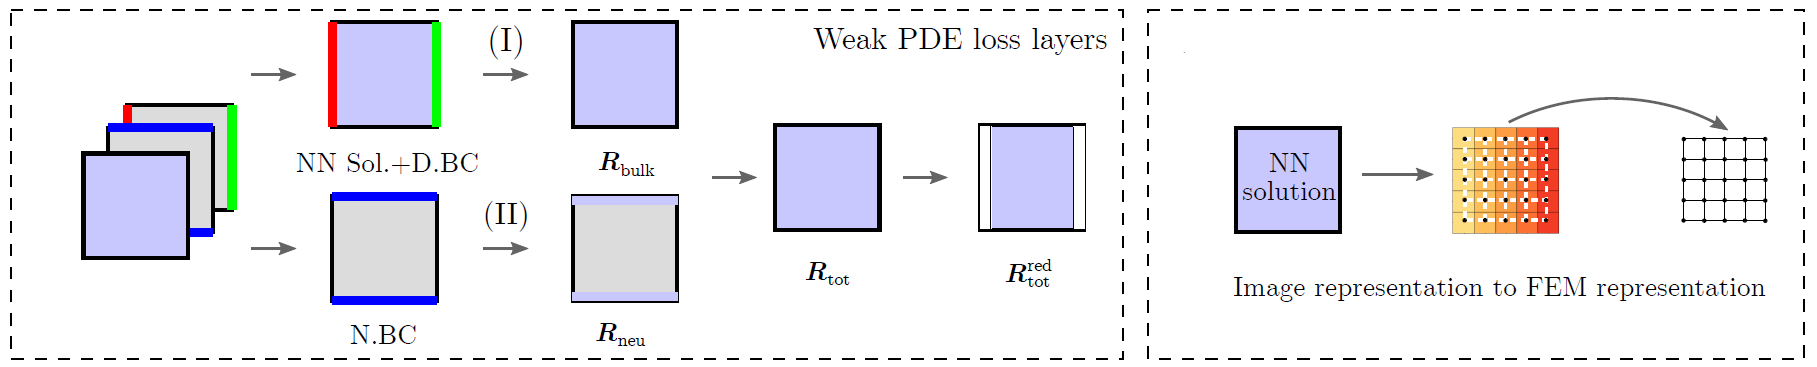 (I)
Weak PDE loss layers
NN Sol.+D.BC
R_bulk
(II)
N.BC
R_neu
R_tot
R_tot^red
NN
solution
Image representation to FEM representation